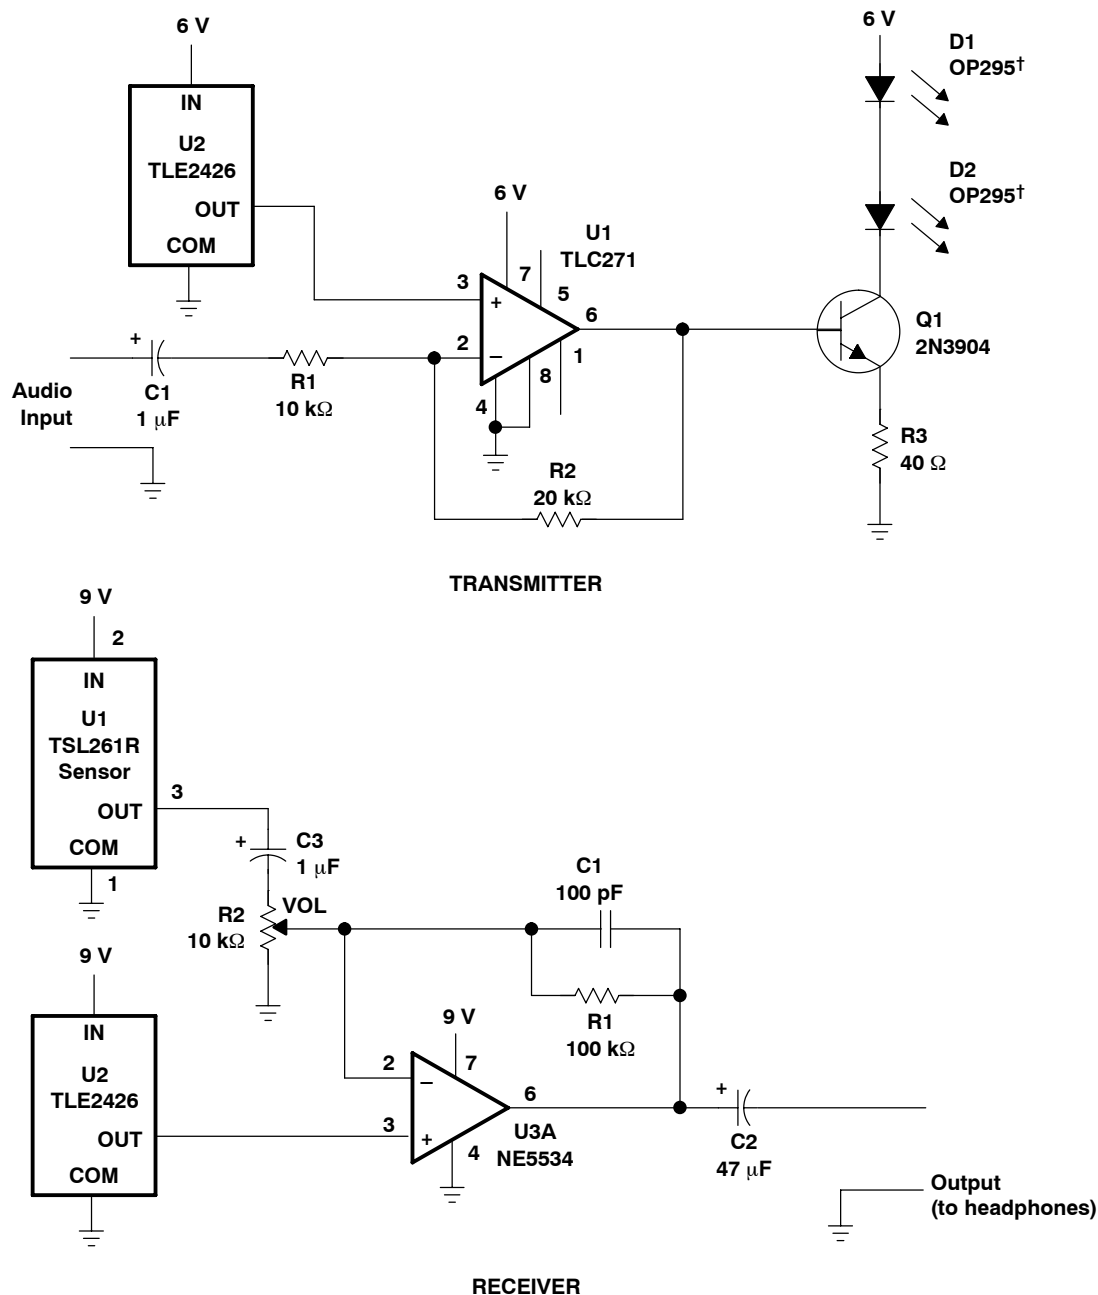 6 V
IN
U2
TLE2426
OUT
COM
6 V
U1
TLC271
3
+
7
5
6
2
−
8
1
4
+
C1
1 μF
R1
10 kΩ
Audio
Input
R2
20 kΩ
6 V
D1
OP295†
D2
OP295†
Q1
2N3904
R3
40 Ω
TRANSMITTER
9 V
2
IN
U1
TSL261R
Sensor
OUT
3
COM
1
+
C3
1 μF
R2
10 kΩ
VOL
C1
100 pF
R1
100 kΩ
9 V
IN
U2
TLE2426
OUT
COM
9 V
2
−
7
3
+
4
6
U3A
NE5534
+
C2
47 μF
Output
(to headphones)
RECEIVER